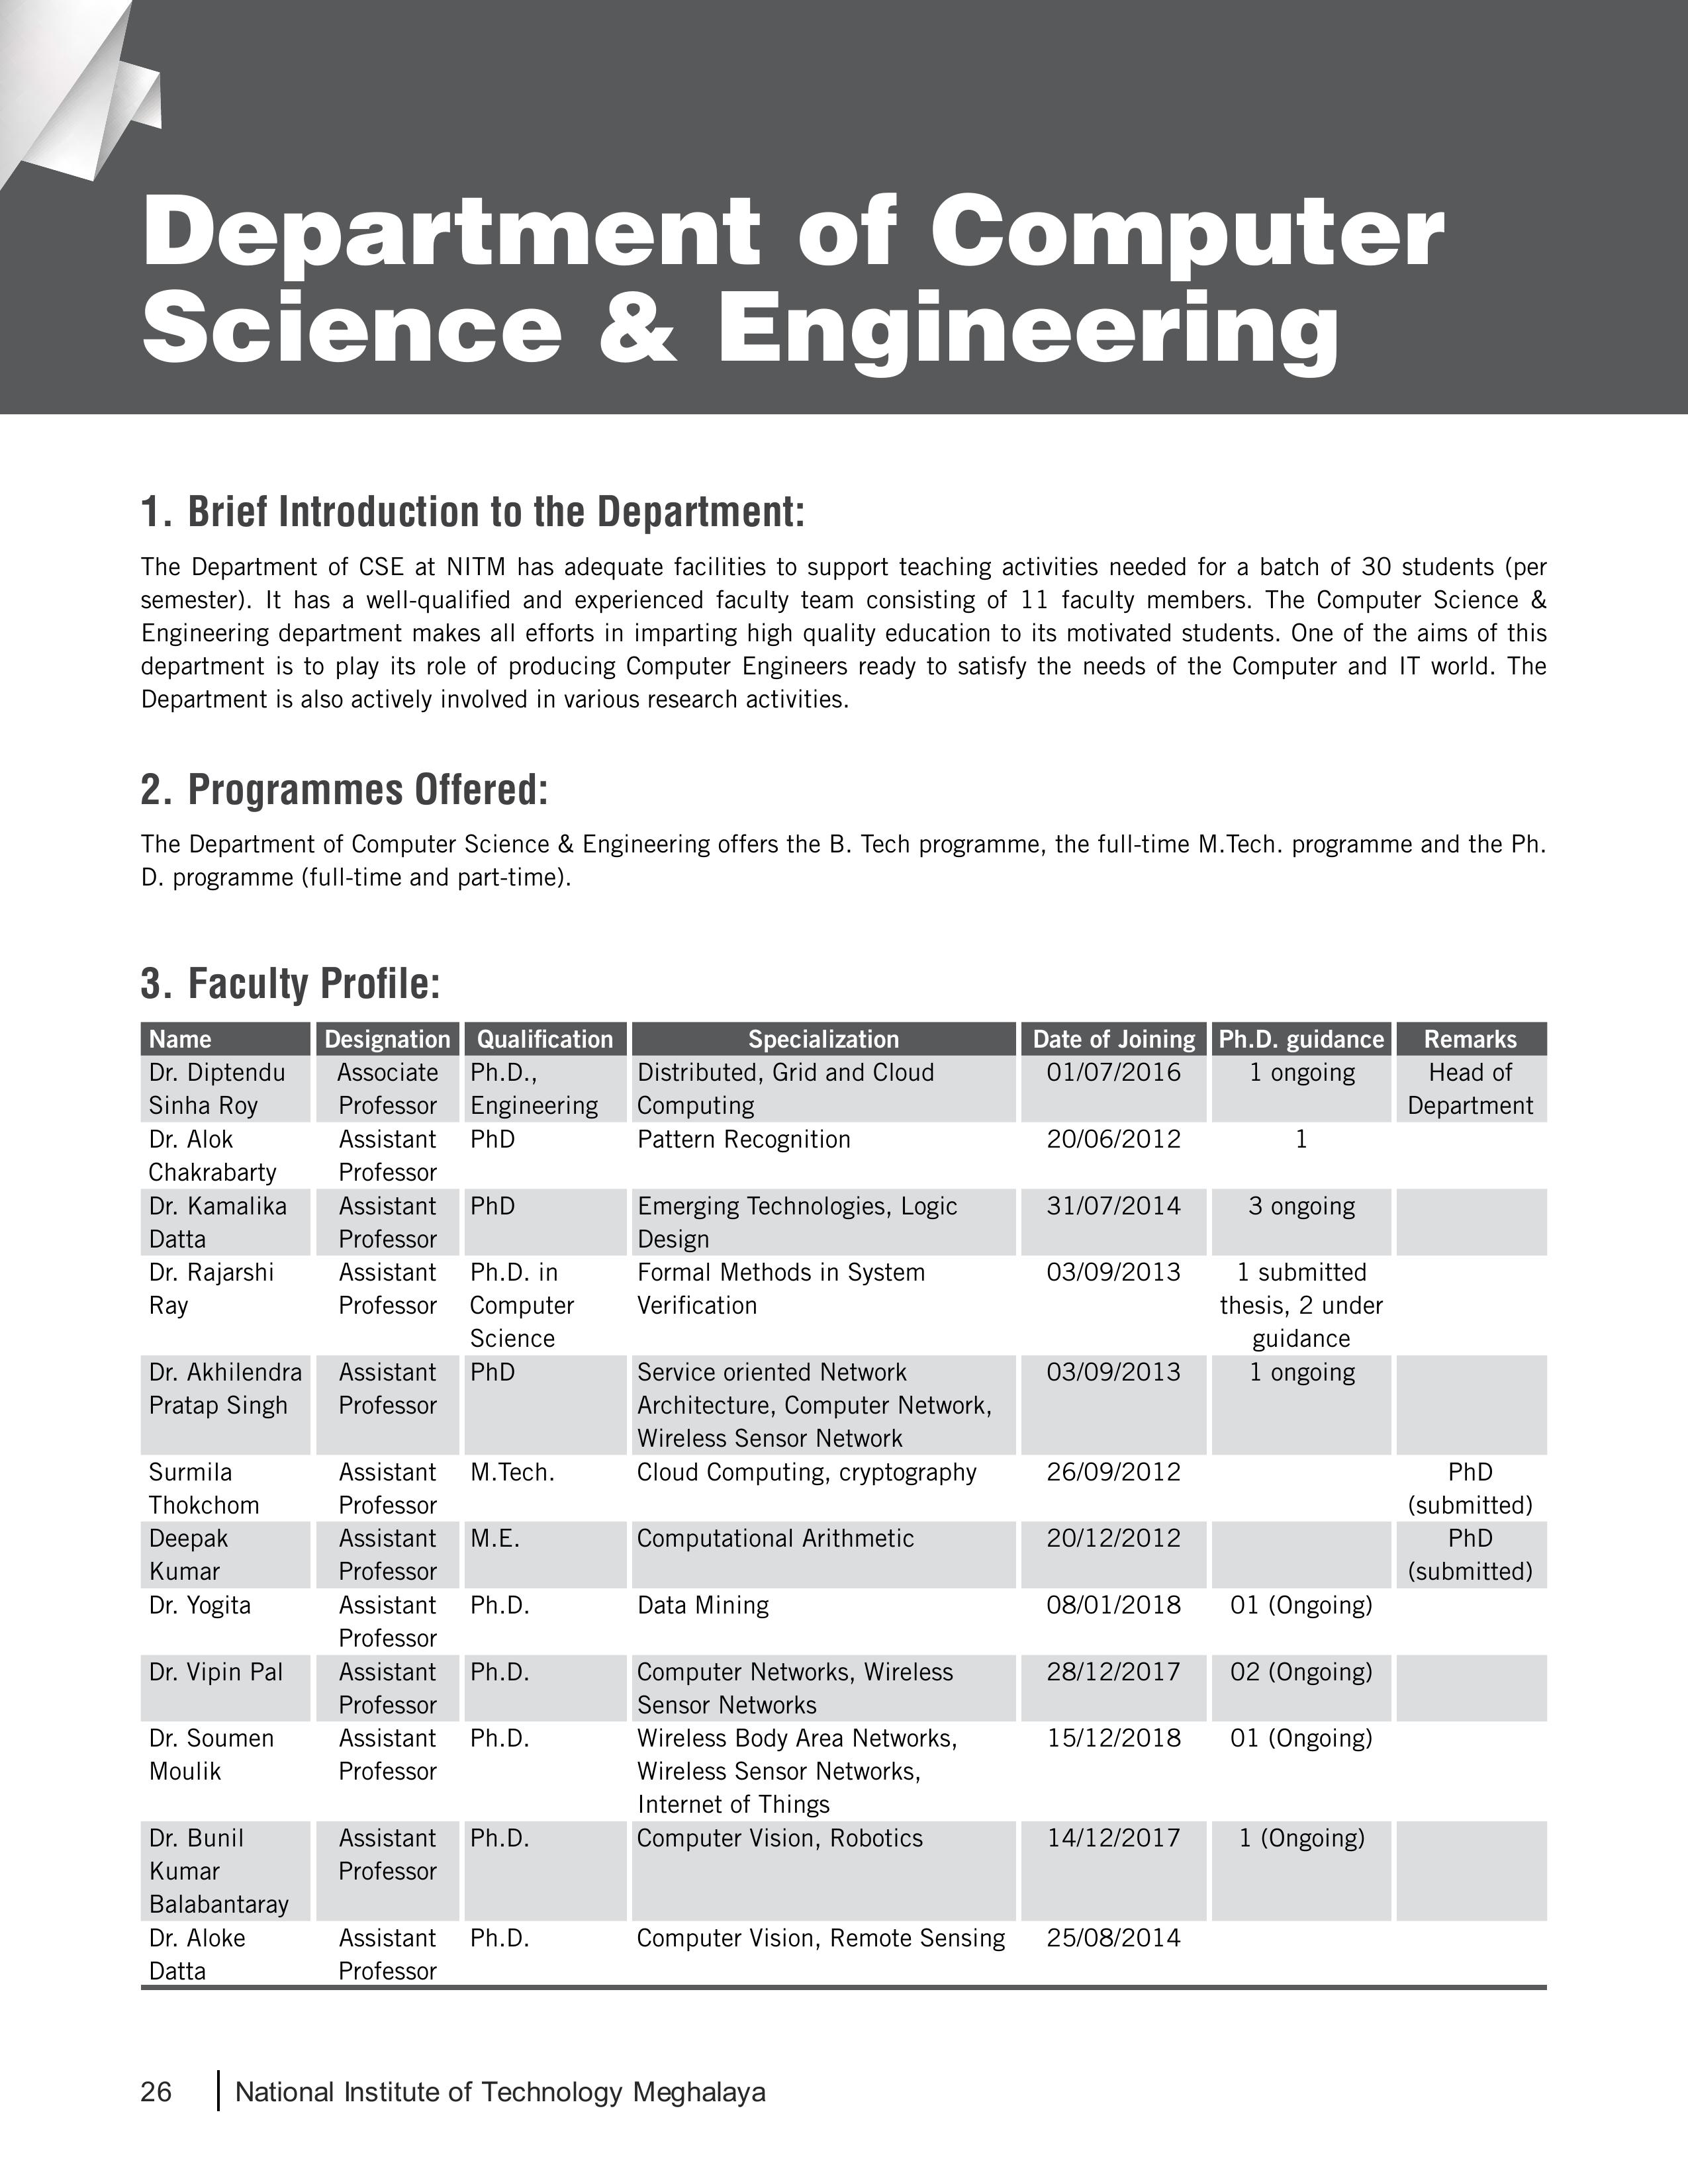 Department of Computer
Science & Engineering
1. Brief Introduction to the Department:
The Department of CSE at NITM has adequate facilities to support teaching activities needed for a batch of 30 students (per
semester). It has a well-qualified and experienced faculty team consisting of 11 faculty members. The Computer Science &
Engineering department makes all efforts in imparting high quality education to its motivated students. One of the aims of this
department is to play its role of producing Computer Engineers ready to satisfy the needs of the Computer and IT world. The
Department is also actively involved in various research activities.
2. Programmes Offered:
The Department of Computer Science & Engineering offers the B. Tech programme, the full-time M.Tech. programme and the Ph.
D. programme (full-time and part-time).
3. Faculty Profile:
Name Designation Qualification Specialization Date of Joining Ph.D. guidance Remarks
Dr. Diptendu Associate Ph.D., Distributed, Grid and Cloud 01/07/2016 1 ongoing Head of
Sinha Roy Professor Engineering Computing Department
Dr. Alok Assistant PhD Pattern Recognition 20/06/2012 1
Chakrabarty Professor
Dr. Kamalika Assistant PhD Emerging Technologies, Logic 31/07/2014 3 ongoing
Datta Professor Design
Dr. Rajarshi Assistant Ph.D. in Formal Methods in System 03/09/2013 1 submitted
Ray Professor Computer Verification thesis, 2 under
Science guidance
Dr. Akhilendra Assistant PhD Service oriented Network 03/09/2013 1 ongoing
Pratap Singh Professor Architecture, Computer Network,
Wireless Sensor Network
Surmila Assistant M.Tech. Cloud Computing, cryptography 26/09/2012 PhD
Thokchom Professor (submitted)
Deepak Assistant M.E. Computational Arithmetic 20/12/2012 PhD
Kumar Professor (submitted)
Dr. Yogita Assistant Ph.D. Data Mining 08/01/2018 01 (Ongoing)
Professor
Dr. Vipin Pal Assistant Ph.D. Computer Networks, Wireless 28/12/2017 02 (Ongoing)
Professor Sensor Networks
Dr. Soumen Assistant Ph.D. Wireless Body Area Networks, 15/12/2018 01 (Ongoing)
Moulik Professor Wireless Sensor Networks,
Internet of Things
Dr. Bunil Assistant Ph.D. Computer Vision, Robotics 14/12/2017 1 (Ongoing)
Kumar Professor
Balabantaray
Dr. Aloke Assistant Ph.D. Computer Vision, Remote Sensing 25/08/2014
Datta Professor
26 National Institute of Technology Meghalaya